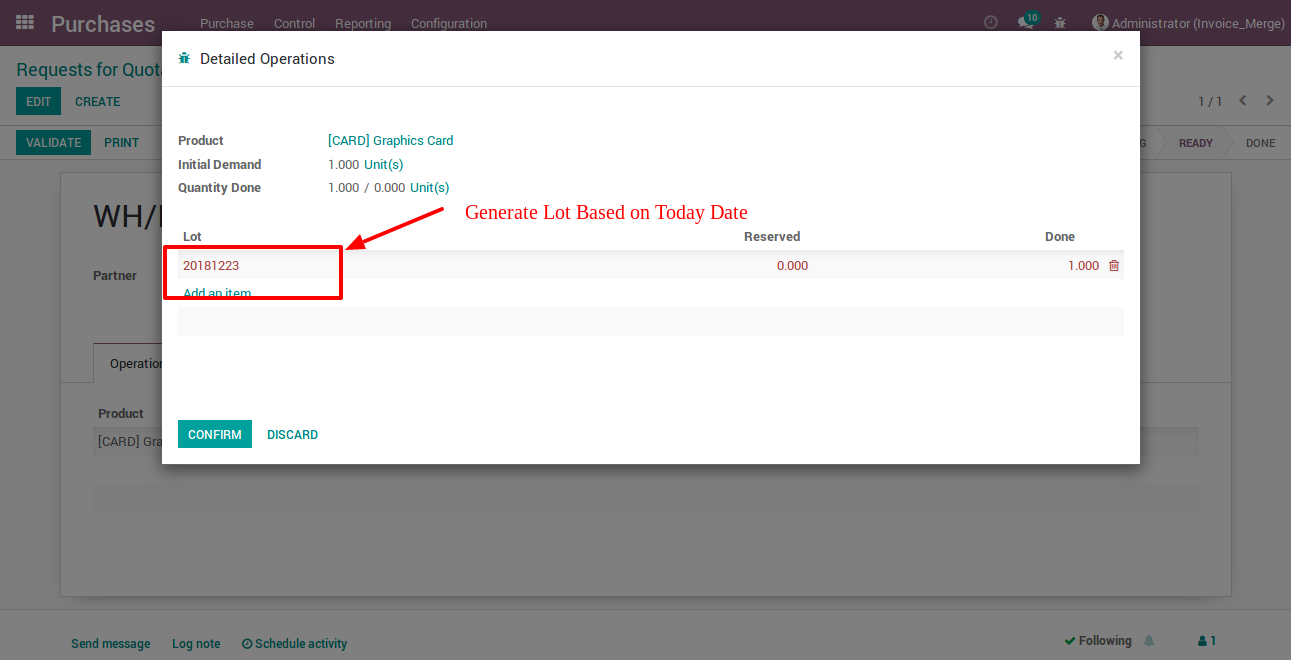 Purchases Purchase Control Reporting Configuration 10 Administrator (Invoice_Merge)
Requests for Quota
Detailed Operations ×
EDIT CREATE 1 / 1
VALIDATE PRINT G READY DONE
Product [CARD] Graphics Card
Initial Demand 1.000 Unit(s)
Quantity Done 1.000 / 0.000 Unit(s)
WH/I
Generate Lot Based on Today Date
Lot Reserved Done
20181223 0.000 1.000
Partner
Add an item
Operation
Product
[CARD] Gra
CONFIRM DISCARD
Send message Log note Schedule activity Following 1